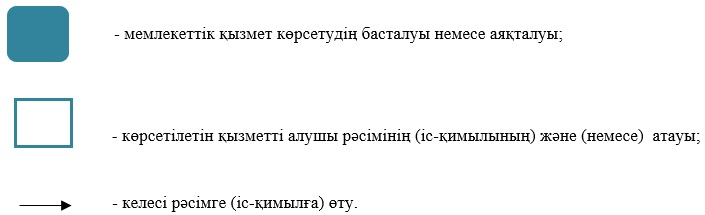 - мемлекеттік қызмет көрсетудің басталуы немесе аяқталуы;
- көрсетілетін қызметті алушы рәсімінің (іс-қимылының) және (немесе) атауы;
- келесі рәсімге (іс-қимылға) өту.